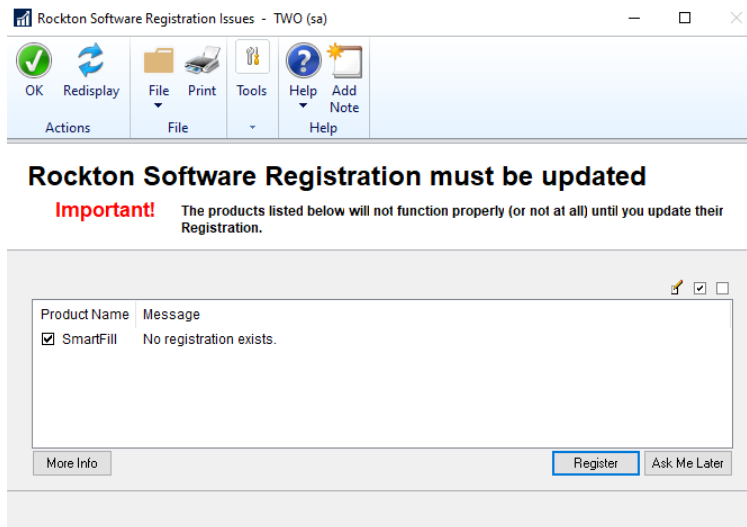 Rockton Software Registration Issues - TWO (sa)
OK Redisplay File Print Tools Help Add Note
Actions File Help
Rockton Software Registration must be updated
Important! The products listed below will not function properly (or not at all) until you update their
Registration.
Product Name Message
SmartFill No registration exists.
More Info Register Ask Me Later